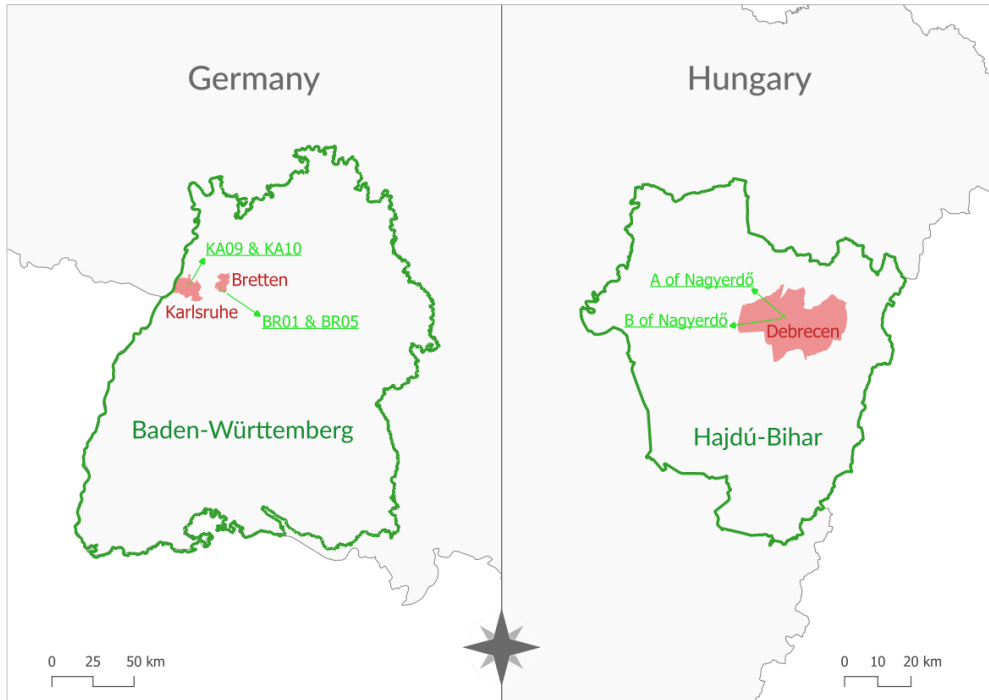 Germany
KA09 & KA10
Bretten
Karlsruhe
BR01 & BR05
Baden-Württemberg
0 25 50 km
Hungary
A of Nagyerdő
B of Nagyerdő
Debrecen
Hajdú-Bihar
0 10 20 km